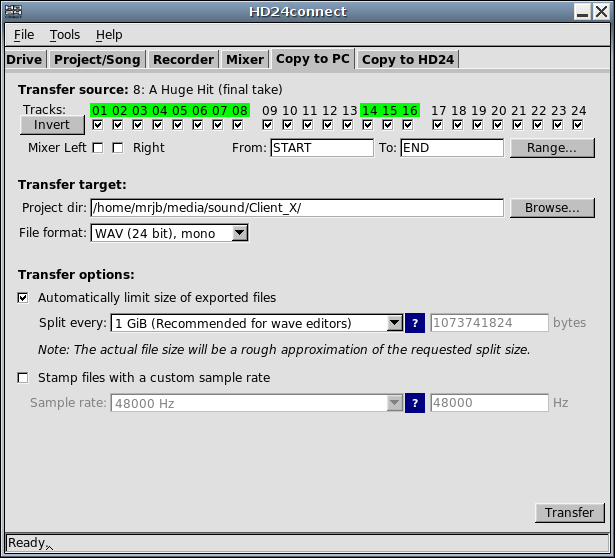 HD24connect
File Tools Help
Drive Project/Song Recorder Mixer Copy to PC Copy to HD24
Transfer source: 8: A Huge Hit (final take)
Tracks: 01 02 03 04 05 06 07 08 09 10 11 12 13 14 15 16 17 18 19 20 21 22 23 24
Invert
Mixer Left Right From: START To: END Range...
Transfer target:
Project dir: /home/mrjb/media/sound/Client_X/ Browse...
File format: WAV (24 bit), mono
Transfer options:
Automatically limit size of exported files
Split every: 1 GiB (Recommended for wave editors) ? 1073741824 bytes
Note: The actual file size will be a rough approximation of the requested split size.
Stamp files with a custom sample rate
Sample rate: 48000 Hz ? 48000 Hz
Transfer
Ready.